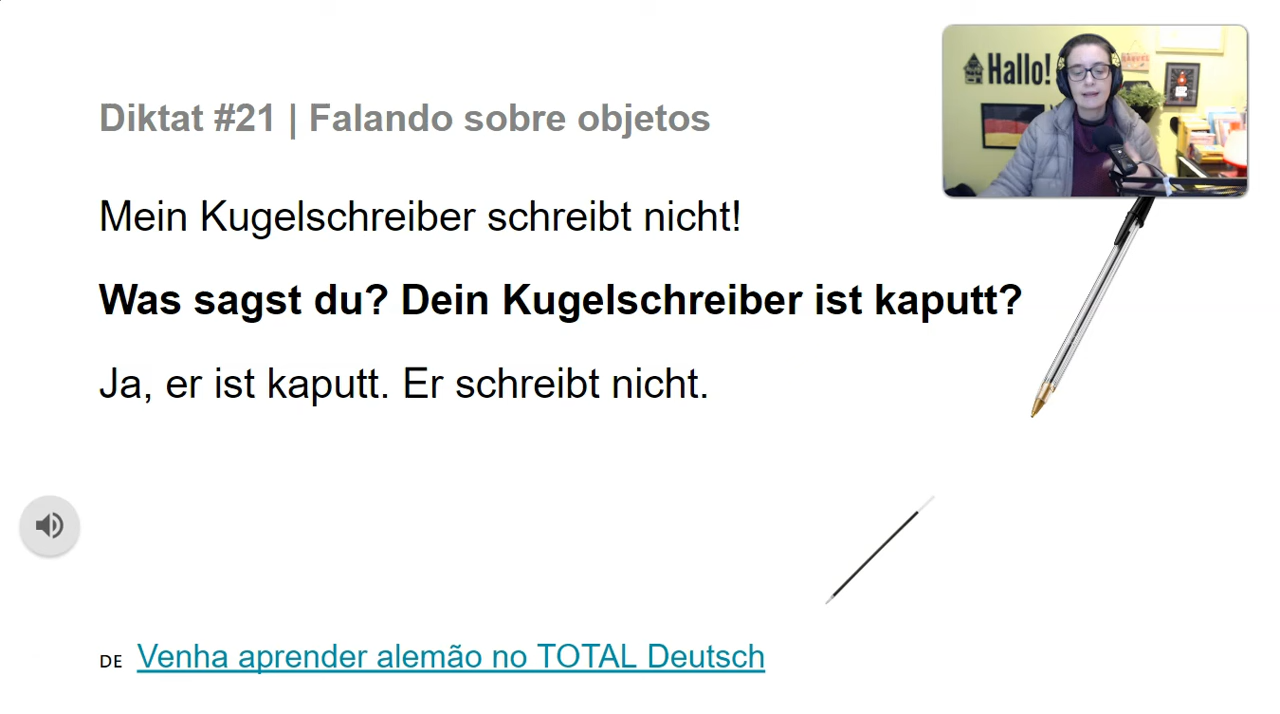 Hallo!
Diktat #21 | Falando sobre objetos
Mein Kugelschreiber schreibt nicht!
Was sagst du? Dein Kugelschreiber ist kaputt?
Ja, er ist kaputt. Er schreibt nicht.
DE Venha aprender alemão no TOTAL Deutsch